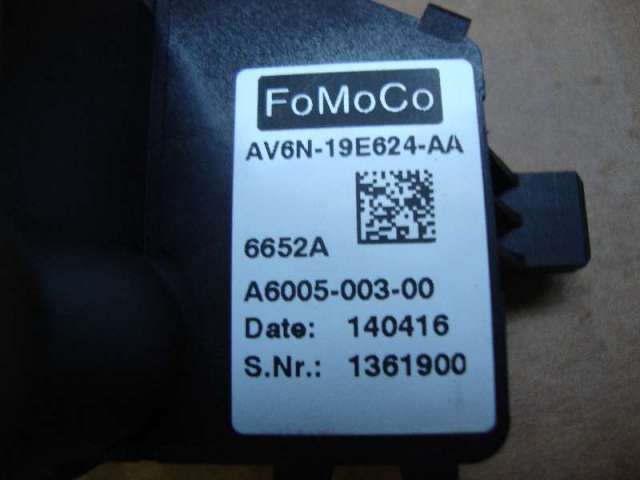 FoMoCo
AV6N-19E624-AA
6652A
A6005-003-00
Date: 140416
S.Nr.: 1361900